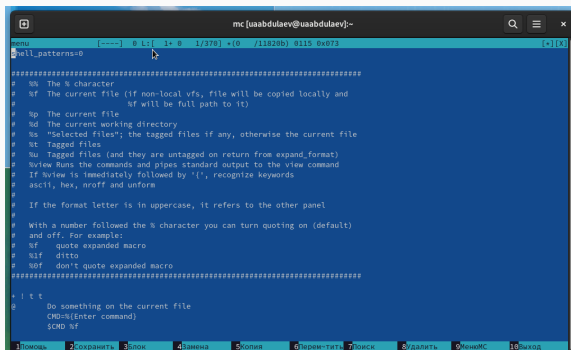 mc [uaabdulaev@uaabdulaev]:~
menu [----] 0 L:[ 1+ 0 1/370] *(0 /11820b) 0115 0x073 [*][X]
shell_patterns=0
################################################################################
# %% The % character
# %f The current file (if non-local vfs, file will be copied locally and
# %f will be full path to it)
# %p The current file
# %d The current working directory
# %s "Selected files"; the tagged files if any, otherwise the current file
# %t Tagged files
# %u Tagged files (and they are untagged on return from expand_format)
# %view Runs the commands and pipes standard output to the view command
# If %view is immediately followed by '{', recognize keywords
# ascii, hex, nroff and unform
#
# If the format letter is in uppercase, it refers to the other panel
#
# With a number followed the % character you can turn quoting on (default)
# and off. For example:
# %f quote expanded macro
# %1f ditto
# %0f don't quote expanded macro
################################################################################
+ ! t t
@ Do something on the current file
CMD=%{Enter command}
$CMD %f
1Помощь 2Сохранить 3Блок 4Замена 5Копия 6Перем~тить 7Поиск 8Удалить 9МенюMC 10Выход